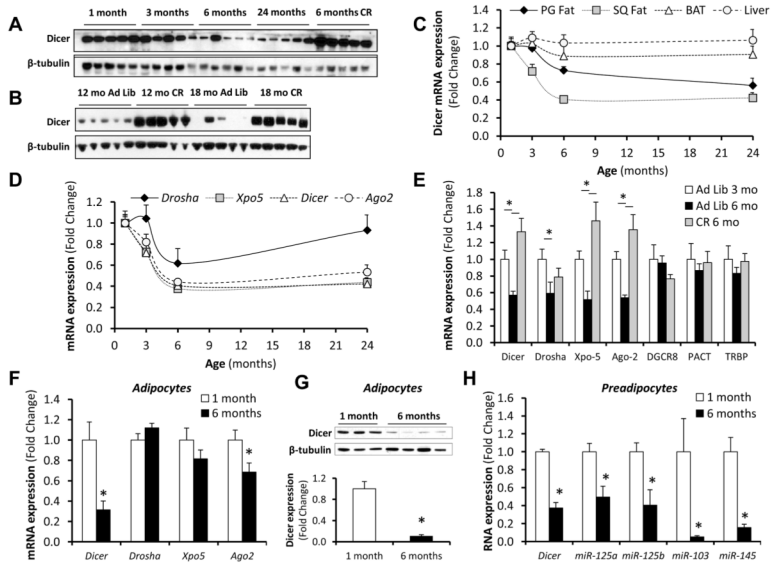 A
1 month 3 months 6 months 24 months 6 months CR
Dicer
β-tubulin
B
12 mo Ad Lib 12 mo CR 18 mo Ad Lib 18 mo CR
Dicer
β-tubulin
C
PG Fat SQ Fat BAT Liver
Dicer mRNA expression
(Fold Change)
1.4
1.2
1.0
0.8
0.6
0.4
0.2
0.0
0 3 6 9 12 15 18 21 24
Age (months)
D
Drosha Xpo5 Dicer Ago2
mRNA expression (Fold Change)
1.2
1.0
0.8
0.6
0.4
0.2
0.0
*
0 3 6 9 12 15 18 21 24
Age (months)
E
Ad Lib 3 mo
Ad Lib 6 mo
CR 6 mo
mRNA expression (Fold Change)
1.8
1.6
1.4
1.2
1.0
0.8
0.6
0.4
0.2
0.0
* * * *
Dicer Drosha Xpo-5 Ago-2 DGCR8 PACT TRBP
F
Adipocytes
1 month
6 months
mRNA expression (Fold Change)
1.4
1.2
1.0
0.8
0.6
0.4
0.2
0.0
* *
Dicer Drosha Xpo5 Ago2
G
Adipocytes
1 month 6 months
Dicer
β-tubulin
Dicer expression
(Fold Change)
1.2
0.8
0.4
0.0
*
1 month 6 months
H
Preadipocytes
1 month
6 months
RNA expression (Fold Change)
1.6
1.4
1.2
1.0
0.8
0.6
0.4
0.2
0.0
* * * * *
Dicer miR-125a miR-125b miR-103 miR-145